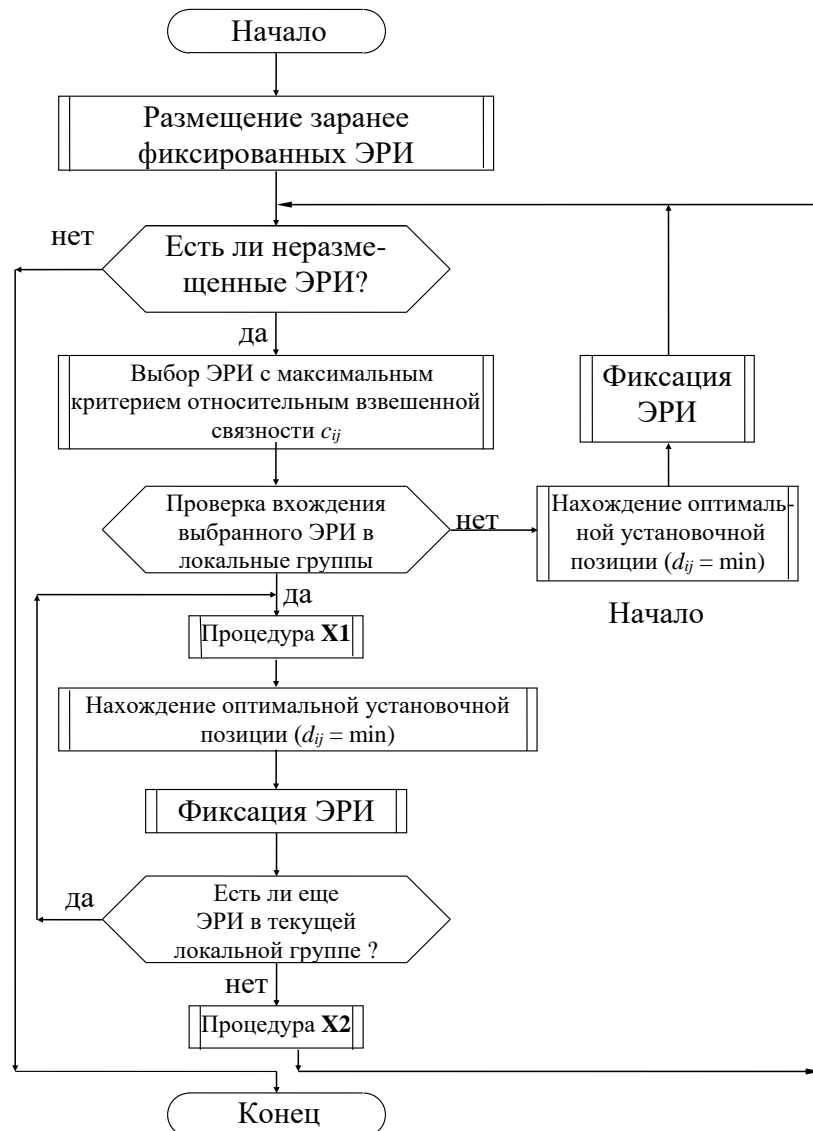 Начало
Размещение заранее
фиксированных ЭРИ
нет
Есть ли неразме-
щенные ЭРИ?
да
Выбор ЭРИ с максимальным
критерием относительным взвешенной
связности cij
Фиксация
ЭРИ
Проверка вхождения
выбранного ЭРИ в
локальные группы
нет
Нахождение оптималь-
ной установочной
позиции (dij = min)
да
Начало
Процедура X1
Нахождение оптимальной установочной
позиции (dij = min)
Фиксация ЭРИ
да
Есть ли еще
ЭРИ в текущей
локальной группе ?
нет
Процедура X2
Конец